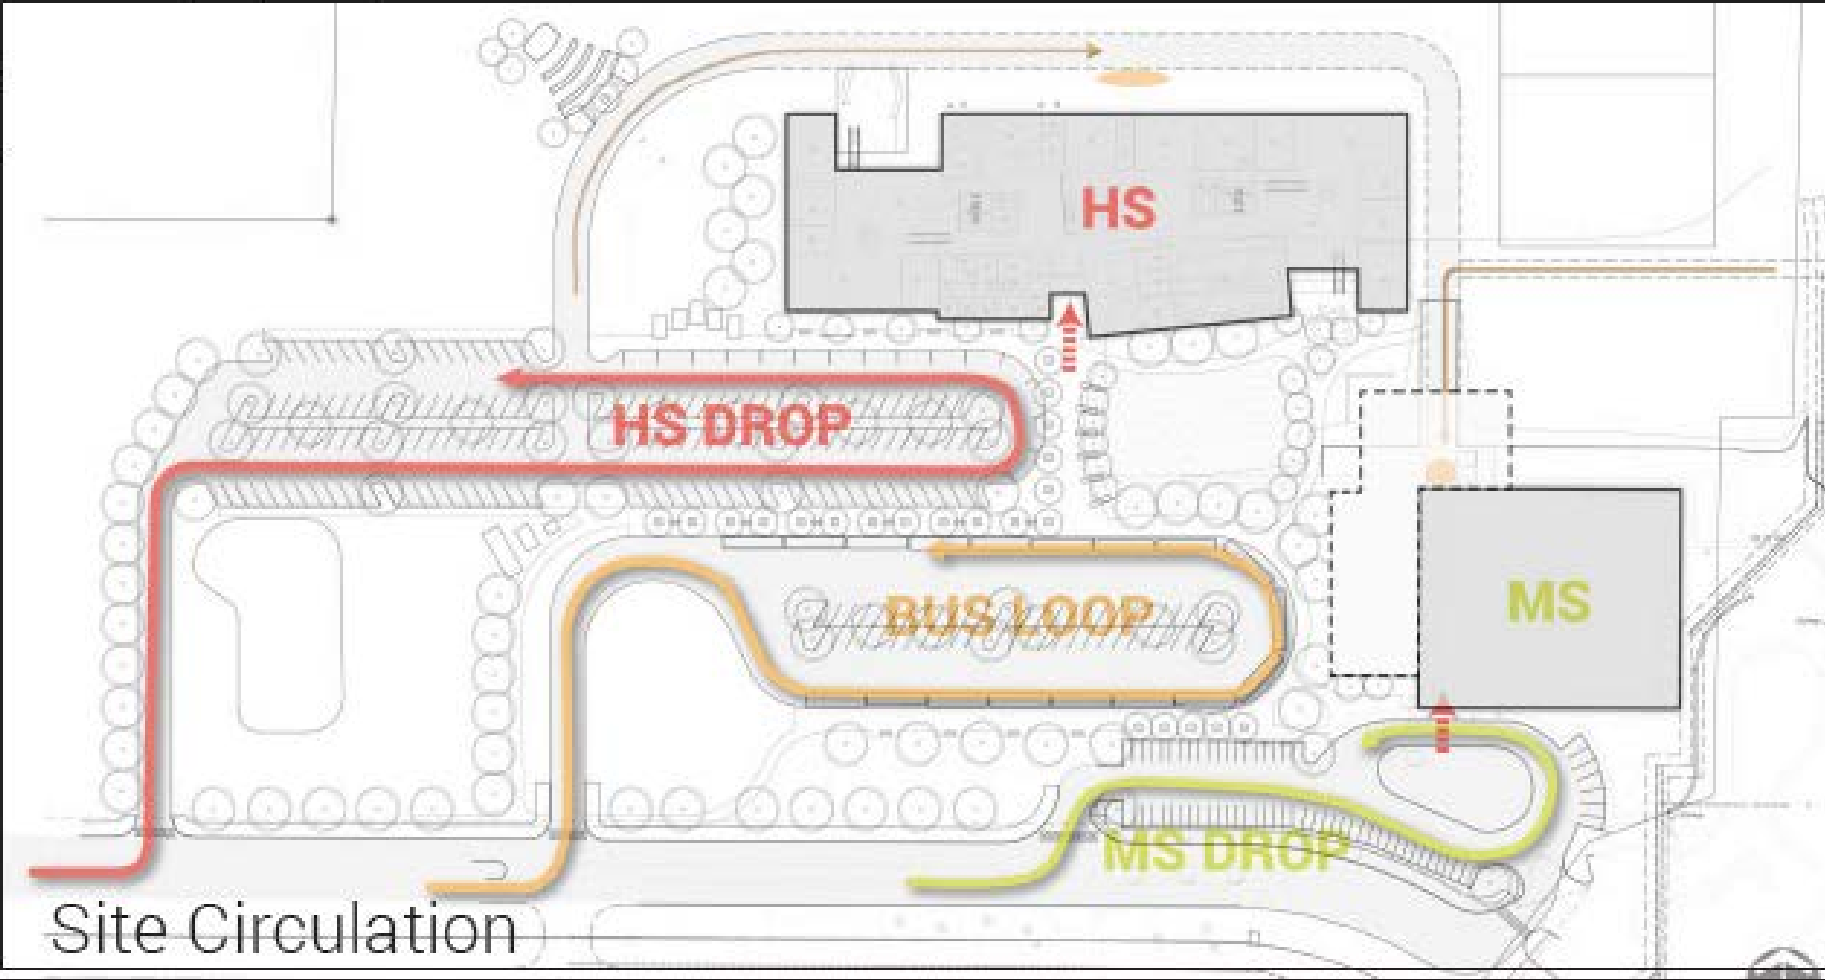 HS
HS DROP
BUS LOOP
MS
MS DROP
Site Circulation